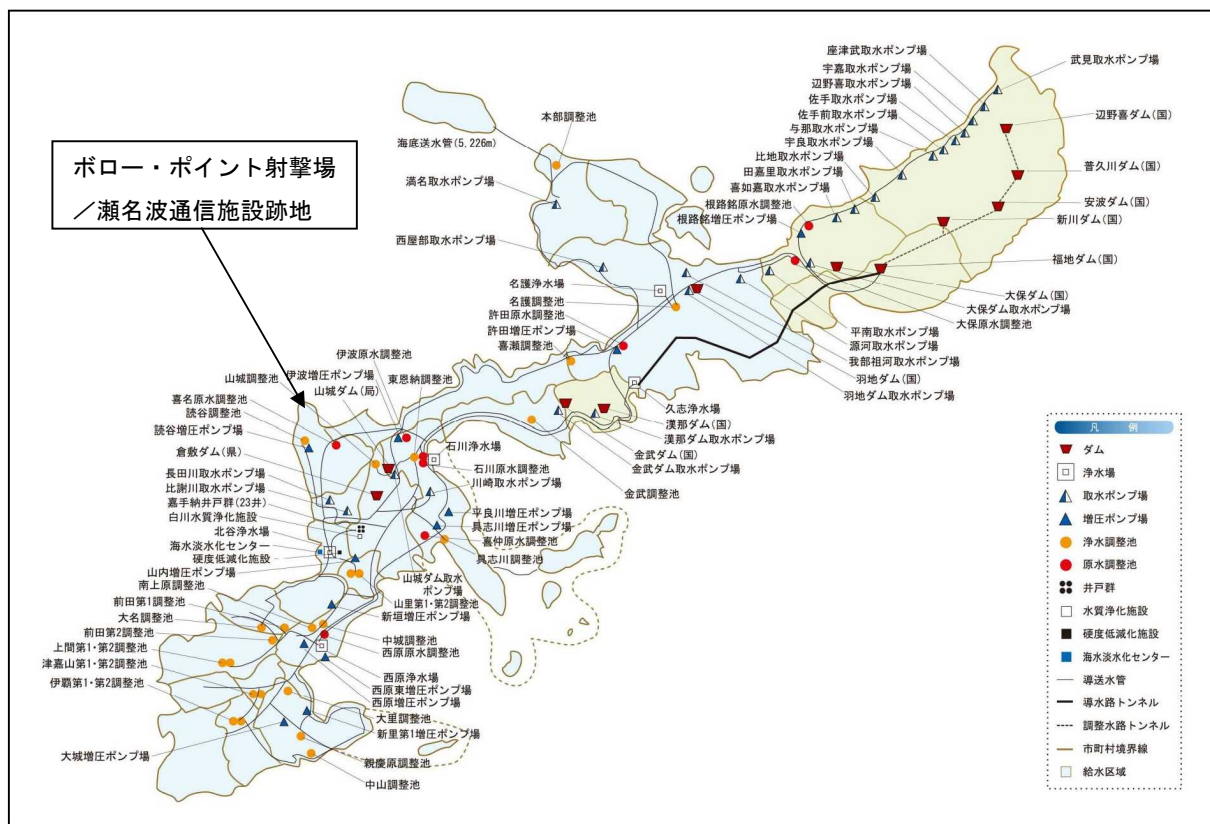 ボロー・ポイント射撃場
／瀬名波通信施設跡地
座津武取水ポンプ場
武見取水ポンプ場
宇嘉取水ポンプ場
辺野喜取水ポンプ場
佐手取水ポンプ場
佐手前取水ポンプ場
与那取水ポンプ場
宇良取水ポンプ場
比地取水ポンプ場
田嘉里取水ポンプ場
喜如嘉取水ポンプ場
根路銘原水調整池
根路銘増圧ポンプ場
辺野喜ダム(国)
普久川ダム(国)
安波ダム(国)
新川ダム(国)
福地ダム(国)
大保ダム(国)
大保ダム取水ポンプ場
大保原水調整池
平南取水ポンプ場
源河取水ポンプ場
我部祖河取水ポンプ場
羽地ダム(国)
羽地ダム取水ポンプ場
本部調整池
海底送水管(5,226m)
満名取水ポンプ場
西屋部取水ポンプ場
名護浄水場
名護調整池
許田原水調整池
許田増圧ポンプ場
喜瀬調整池
久志浄水場
漢那ダム(国)
漢那ダム取水ポンプ場
金武ダム(国)
金武ダム取水ポンプ場
金武調整池
伊波原水調整池
伊波増圧ポンプ場
東恩納調整池
山城調整池
山城ダム(局)
喜名原水調整池
読谷調整池
読谷増圧ポンプ場
倉敷ダム(県)
長田川取水ポンプ場
比謝川取水ポンプ場
嘉手納井戸群(23井)
白川水質浄化施設
北谷浄水場
海水淡水化センター
硬度低減化施設
山内増圧ポンプ場
石川浄水場
石川原水調整池
川崎取水ポンプ場
平良川増圧ポンプ場
具志川増圧ポンプ場
喜仲原水調整池
具志川調整池
山城ダム取水
ポンプ場
山里第1・第2調整池
新垣増圧ポンプ場
南上原調整池
前田第1調整池
大名調整池
前田第2調整池
上間第1・第2調整池
津嘉山第1・第2調整池
伊覇第1・第2調整池
中城調整池
西原原水調整池
西原浄水場
西原東増圧ポンプ場
西原増圧ポンプ場
大里調整池
新里第1増圧ポンプ場
大城増圧ポンプ場
親慶原調整池
中山調整池
凡 例
ダム
浄水場
取水ポンプ場
増圧ポンプ場
浄水調整池
原水調整池
井戸群
水質浄化施設
硬度低減化施設
海水淡水化センター
導送水管
導水路トンネル
調整水路トンネル
市町村境界線
給水区域